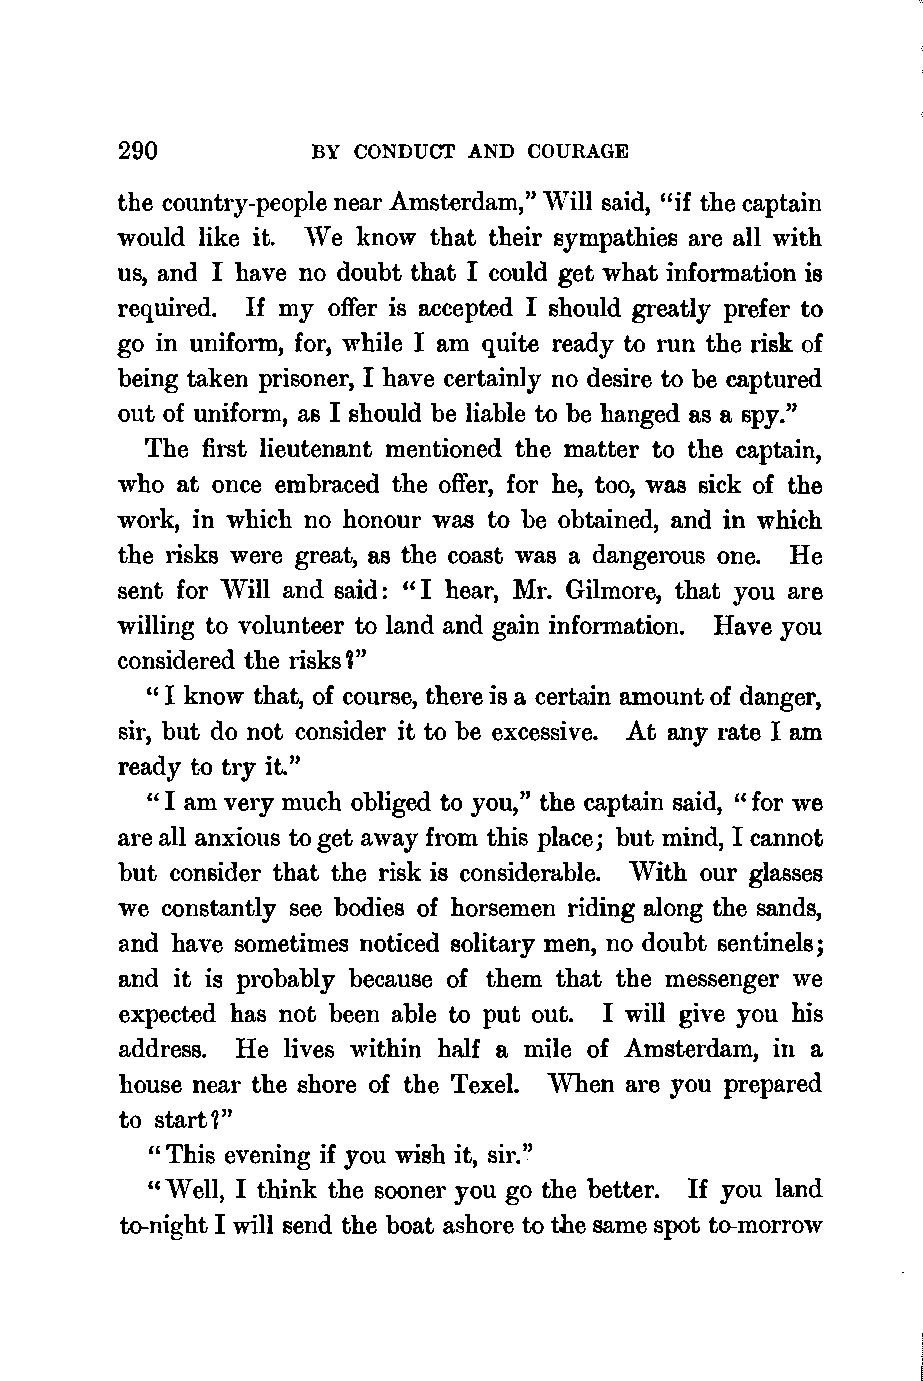 290 BY CONDUCT AND COURAGE
the country-people near Amsterdam," Will said, "if the captain
would like it. We know that their sympathies are all with
us, and I have no doubt that I could get what information is
required. If my offer is accepted I should greatly prefer to
go in uniform, for, while I am quite ready to run the risk of
being taken prisoner, I have certainly no desire to be captured
out of uniform, as I should be liable to be hanged as a spy."
The first lieutenant mentioned the matter to the captain,
who at once embraced the offer, for he, too, was sick of the
work, in which no honour was to be obtained, and in which
the risks were great, as the coast was a dangerous one. He
sent for Will and said: "I hear, Mr. Gilmore, that you are
willing to volunteer to land and gain information. Have you
considered the risks?"
"I know that, of course, there is a certain amount of danger,
sir, but do not consider it to be excessive. At any rate I am
ready to try it."
"I am very much obliged to you," the captain said, "for we
are all anxious to get away from this place; but mind, I cannot
but consider that the risk is considerable. With our glasses
we constantly see bodies of horsemen riding along the sands,
and have sometimes noticed solitary men, no doubt sentinels;
and it is probably because of them that the messenger we
expected has not been able to put out. I will give you his
address. He lives within half a mile of Amsterdam, in a
house near the shore of the Texel. When are you prepared
to start?"
"This evening if you wish it, sir."
"Well, I think the sooner you go the better. If you land
to-night I will send the boat ashore to the same spot to-morrow